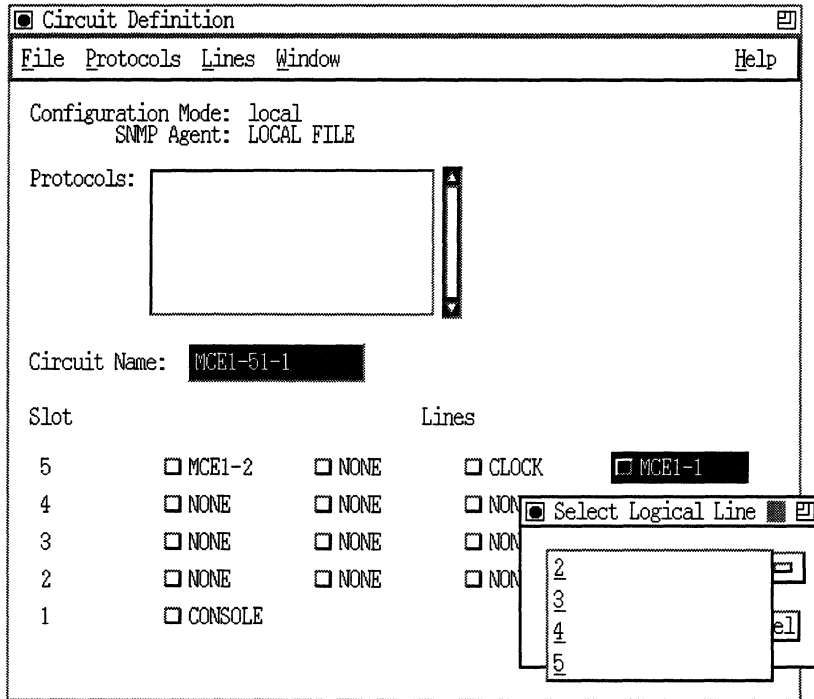 Circuit Definition
File Protocols Lines Window Help
Configuration Mode: local
SNMP Agent: LOCAL FILE
Protocols:
Circuit Name: MCE1-51-1
Slot Lines
5 MCE1-2 NONE CLOCK MCE1-1
4 NONE NONE
Select Logical Line
3 NONE NONE
2 NONE NONE
1 CONSOLE
2
3
4
5